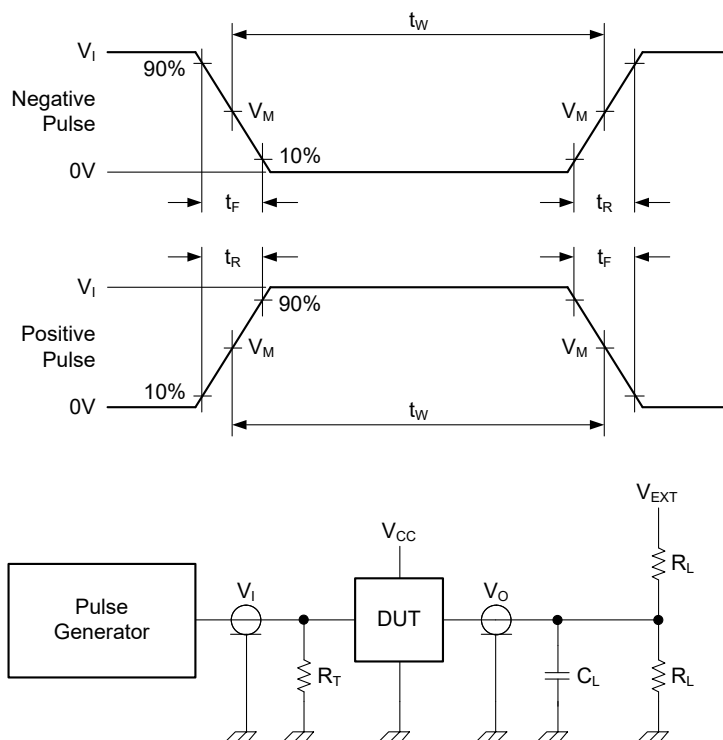 t_W
V_I
90%
Negative
Pulse
V_M
V_M
10%
0V
t_F
t_R
t_R
t_F
V_I
90%
Positive
Pulse
V_M
V_M
10%
0V
t_W
V_EXT
V_CC
R_L
V_I
V_O
Pulse
Generator
DUT
R_T
C_L
R_L